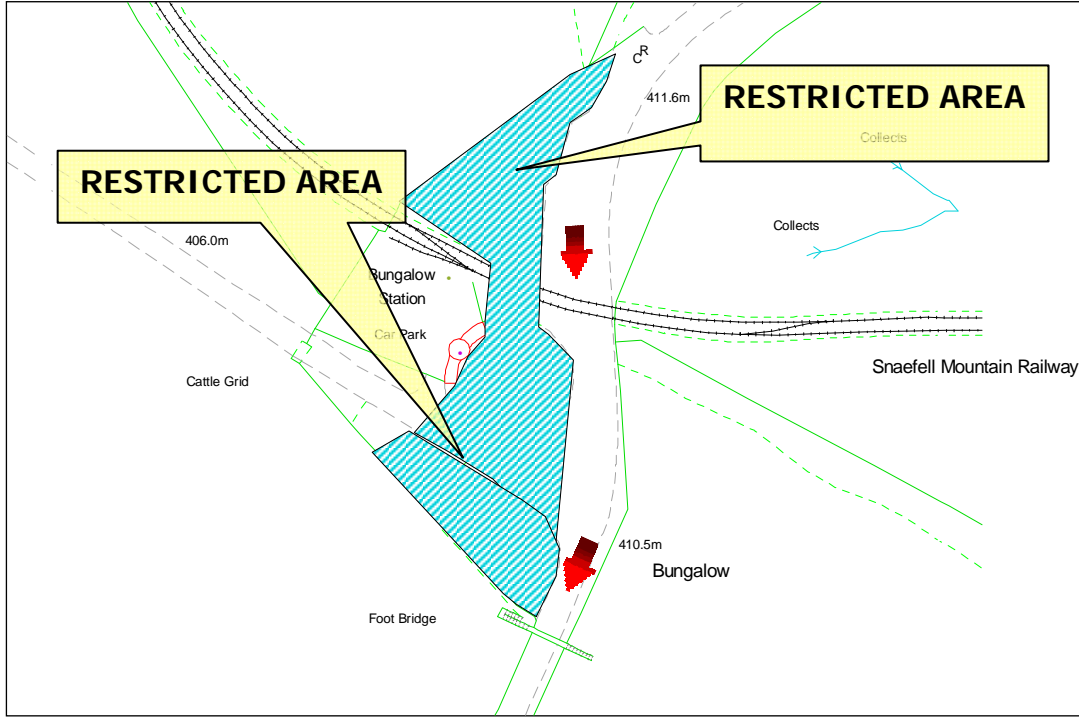 C R
411.6m
RESTRICTED AREA
Collects
RESTRICTED AREA
406.0m
Collects
Bungalow
Station
Car Park
Cattle Grid
Snaefell Mountain Railway
410.5m
Bungalow
Foot Bridge